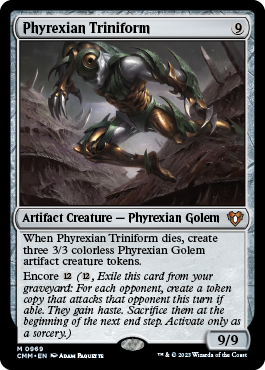 Phyrexian Triniform 9
Artifact Creature — Phyrexian Golem
When Phyrexian Triniform dies, create
three 3/3 colorless Phyrexian Golem
artifact creature tokens.
Encore 12 (12, Exile this card from your
graveyard: For each opponent, create a token
copy that attacks that opponent this turn if
able. They gain haste. Sacrifice them at the
beginning of the next end step. Activate only as
a sorcery.)
9/9
M 0969
CMM • EN Adam Paquette
™ & © 2023 Wizards of the Coast